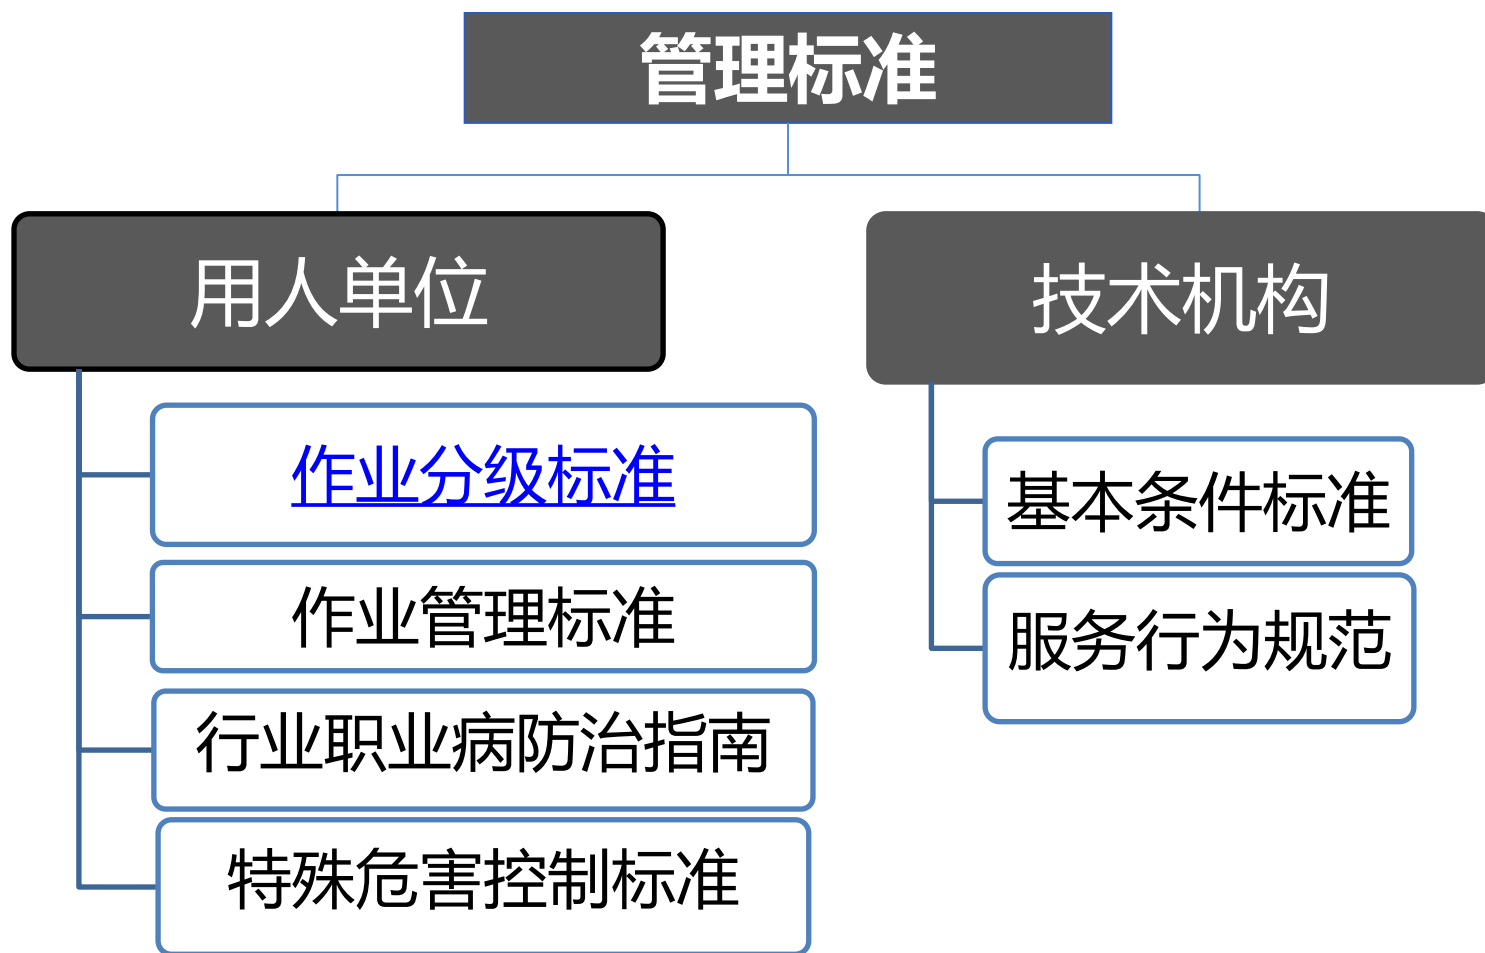 管理标准
用人单位
作业分级标准
作业管理标准
行业职业病防治指南
特殊危害控制标准
技术机构
基本条件标准
服务行为规范